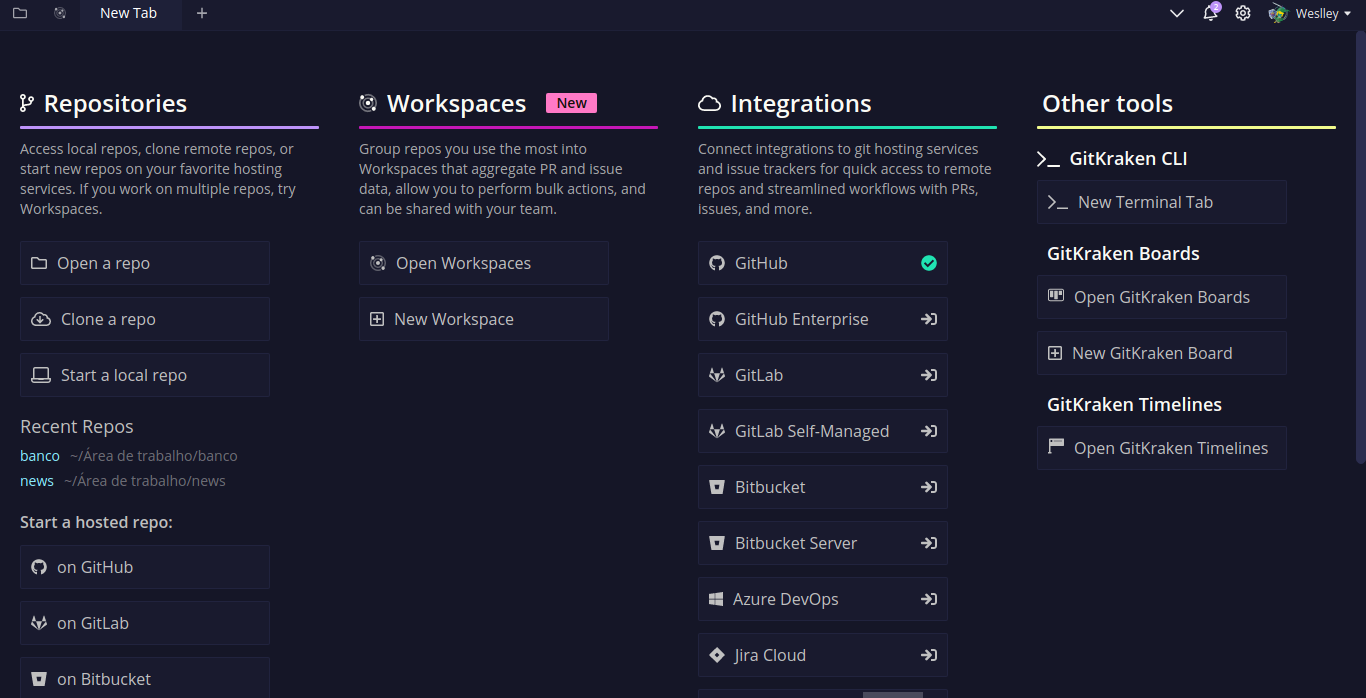 New Tab
2
Weslley
Repositories
Access local repos, clone remote repos, or
start new repos on your favorite hosting
services. If you work on multiple repos, try
Workspaces.
Open a repo
Clone a repo
Start a local repo
Recent Repos
banco ~/Área de trabalho/banco
news ~/Área de trabalho/news
Start a hosted repo:
on GitHub
on GitLab
on Bitbucket
Workspaces New
Group repos you use the most into
Workspaces that aggregate PR and issue
data, allow you to perform bulk actions, and
can be shared with your team.
Open Workspaces
New Workspace
Integrations
Connect integrations to git hosting services
and issue trackers for quick access to remote
repos and streamlined workflows with PRs,
issues, and more.
GitHub
GitHub Enterprise
GitLab
GitLab Self-Managed
Bitbucket
Bitbucket Server
Azure DevOps
Jira Cloud
Other tools
GitKraken CLI
New Terminal Tab
GitKraken Boards
Open GitKraken Boards
New GitKraken Board
GitKraken Timelines
Open GitKraken Timelines